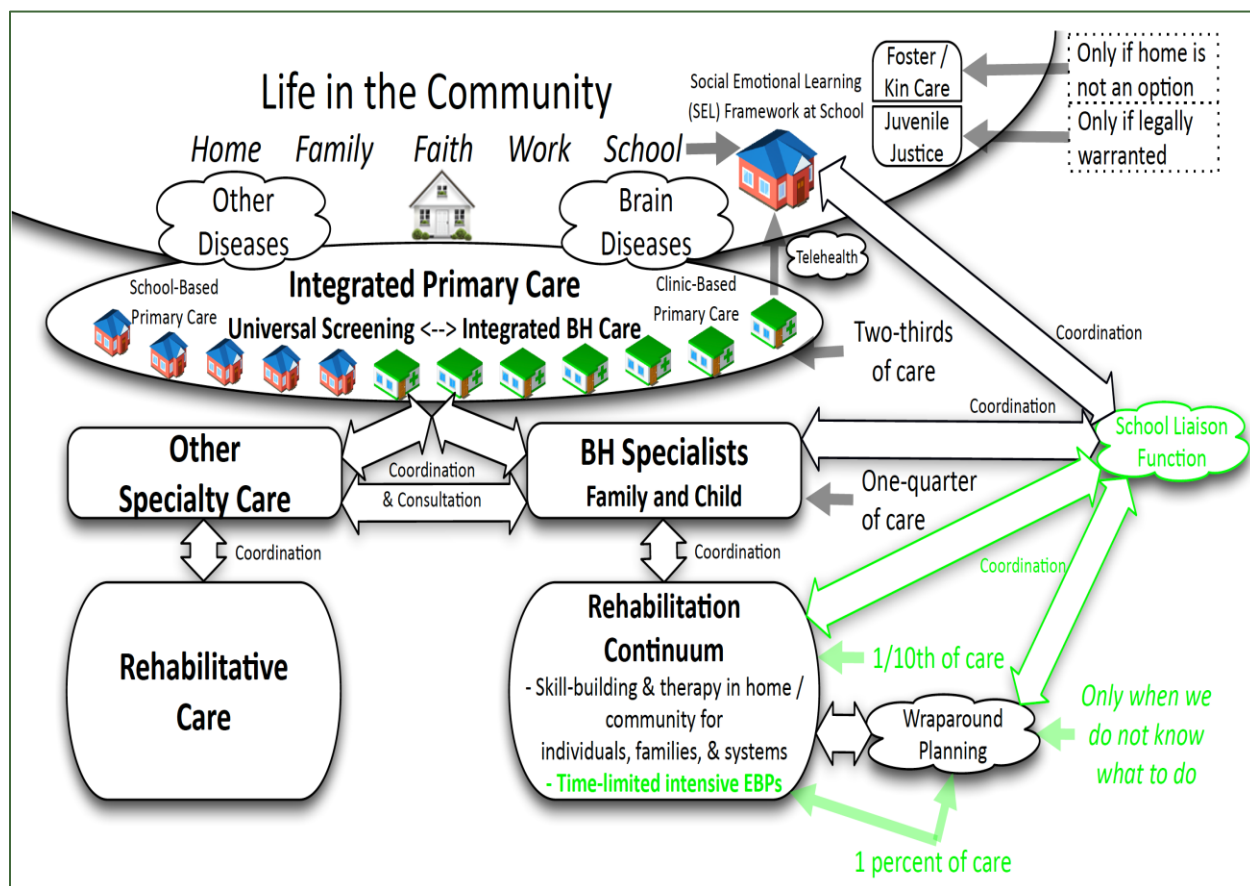 Life in the Community
Home Family Faith Work School
Social Emotional Learning
(SEL) Framework at School
Foster /
Kin Care
Juvenile
Justice
Only if home is
not an option
Only if legally
warranted
Other
Diseases
Brain
Diseases
Telehealth
Integrated Primary Care
School-Based
Primary Care
Clinic-Based
Primary Care
Universal Screening <--> Integrated BH Care
Two-thirds
of care
Coordination
Coordination
School Liaison
Function
Other
Specialty Care
Coordination
& Consultation
BH Specialists
Family and Child
One-quarter
of care
Coordination
Coordination
Coordination
Rehabilitative
Care
Rehabilitation
Continuum
- Skill-building & therapy in home /
community for
individuals, families, & systems
- Time-limited intensive EBPs
1/10th of care
Wraparound
Planning
Only when we
do not know
what to do
1 percent of care